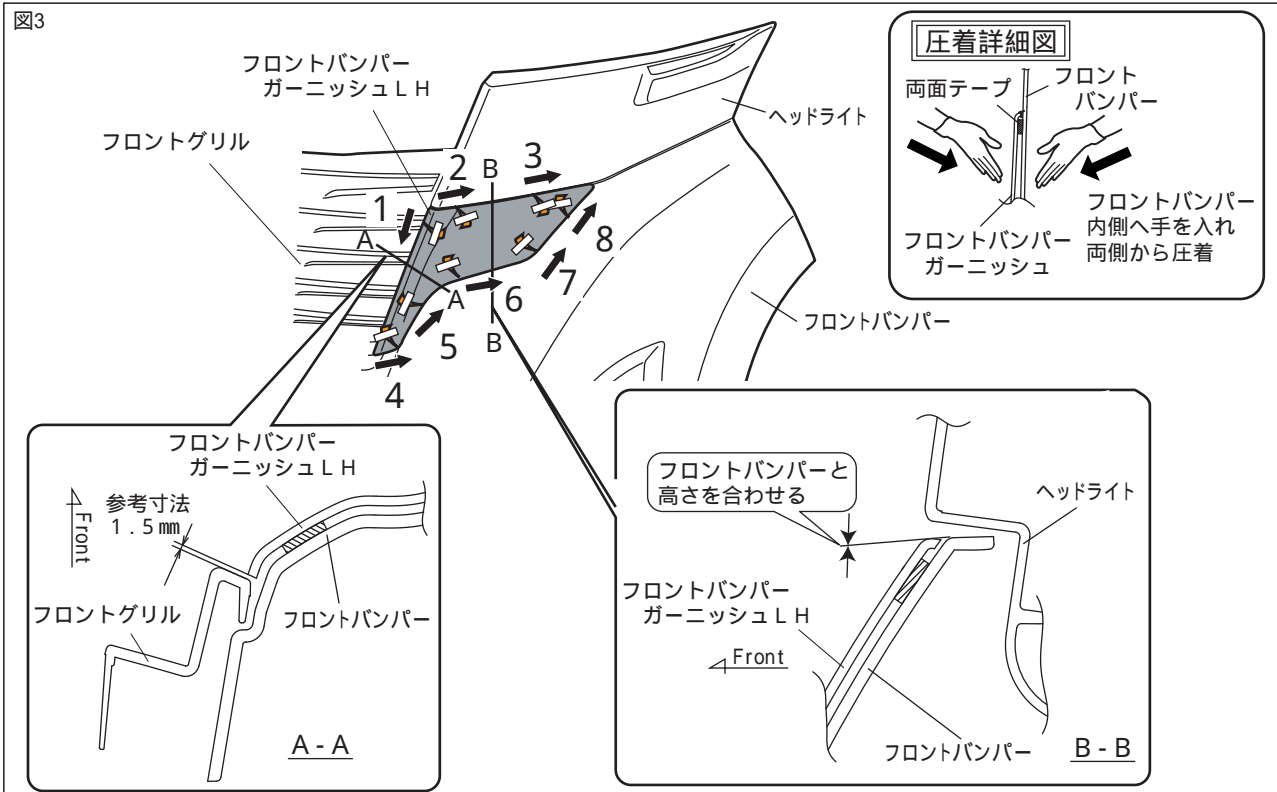 図3
フロントバンパー
ガーニッシュＬＨ
フロントグリル
ヘッドライト
フロントバンパー
1
2
3
4
5
6
7
8
A
A
B
B
圧着詳細図
両面テープ
フロント
バンパー
フロントバンパー
ガーニッシュ
フロントバンパー
内側へ手を入れ
両側から圧着
フロントバンパー
ガーニッシュＬＨ
Front
参考寸法
１.５㎜
フロントグリル
フロントバンパー
A - A
フロントバンパーと
高さを合わせる
ヘッドライト
フロントバンパー
ガーニッシュＬＨ
Front
フロントバンパー
B - B